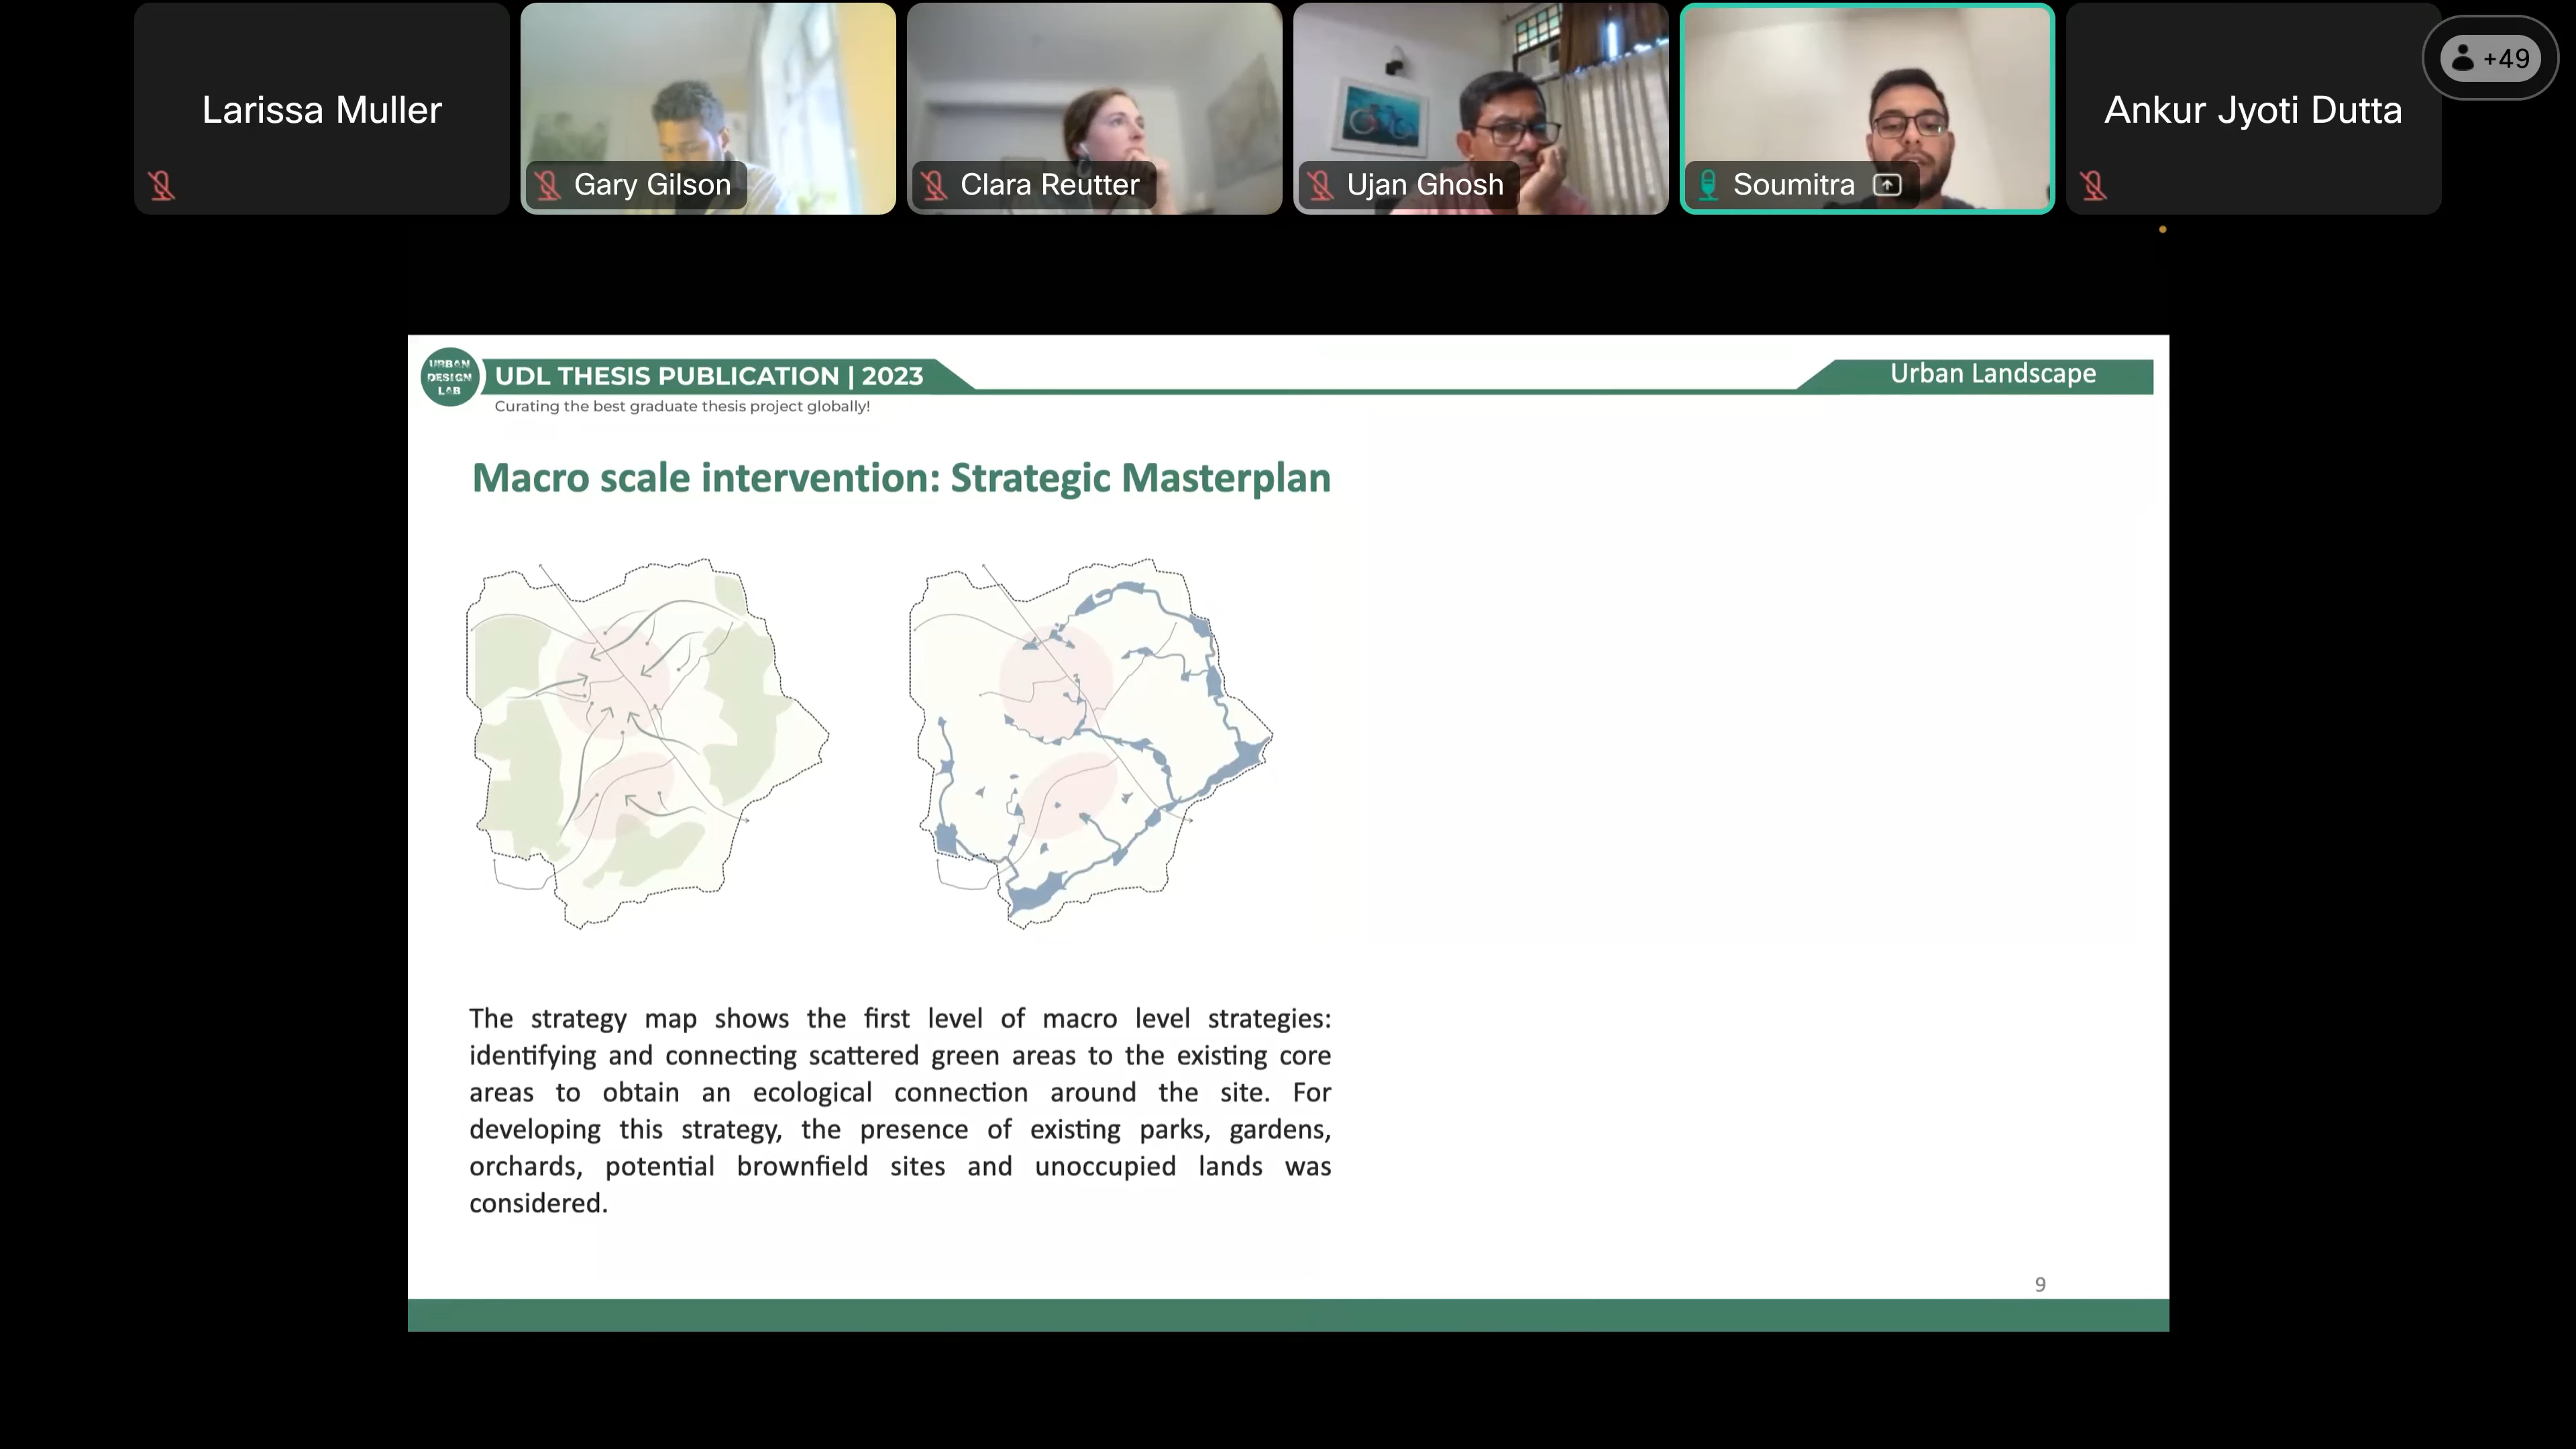 Larissa Muller
Gary Gilson
Clara Reutter
Ujan Ghosh
Soumitra
Ankur Jyoti Dutta
+49
URBAN
DESIGN
LAB
UDL THESIS PUBLICATION | 2023
Curating the best graduate thesis project globally!
Urban Landscape
Macro scale intervention: Strategic Masterplan
The strategy map shows the first level of macro level strategies:
identifying and connecting scattered green areas to the existing core
areas to obtain an ecological connection around the site. For
developing this strategy, the presence of existing parks, gardens,
orchards, potential brownfield sites and unoccupied lands was
considered.
9